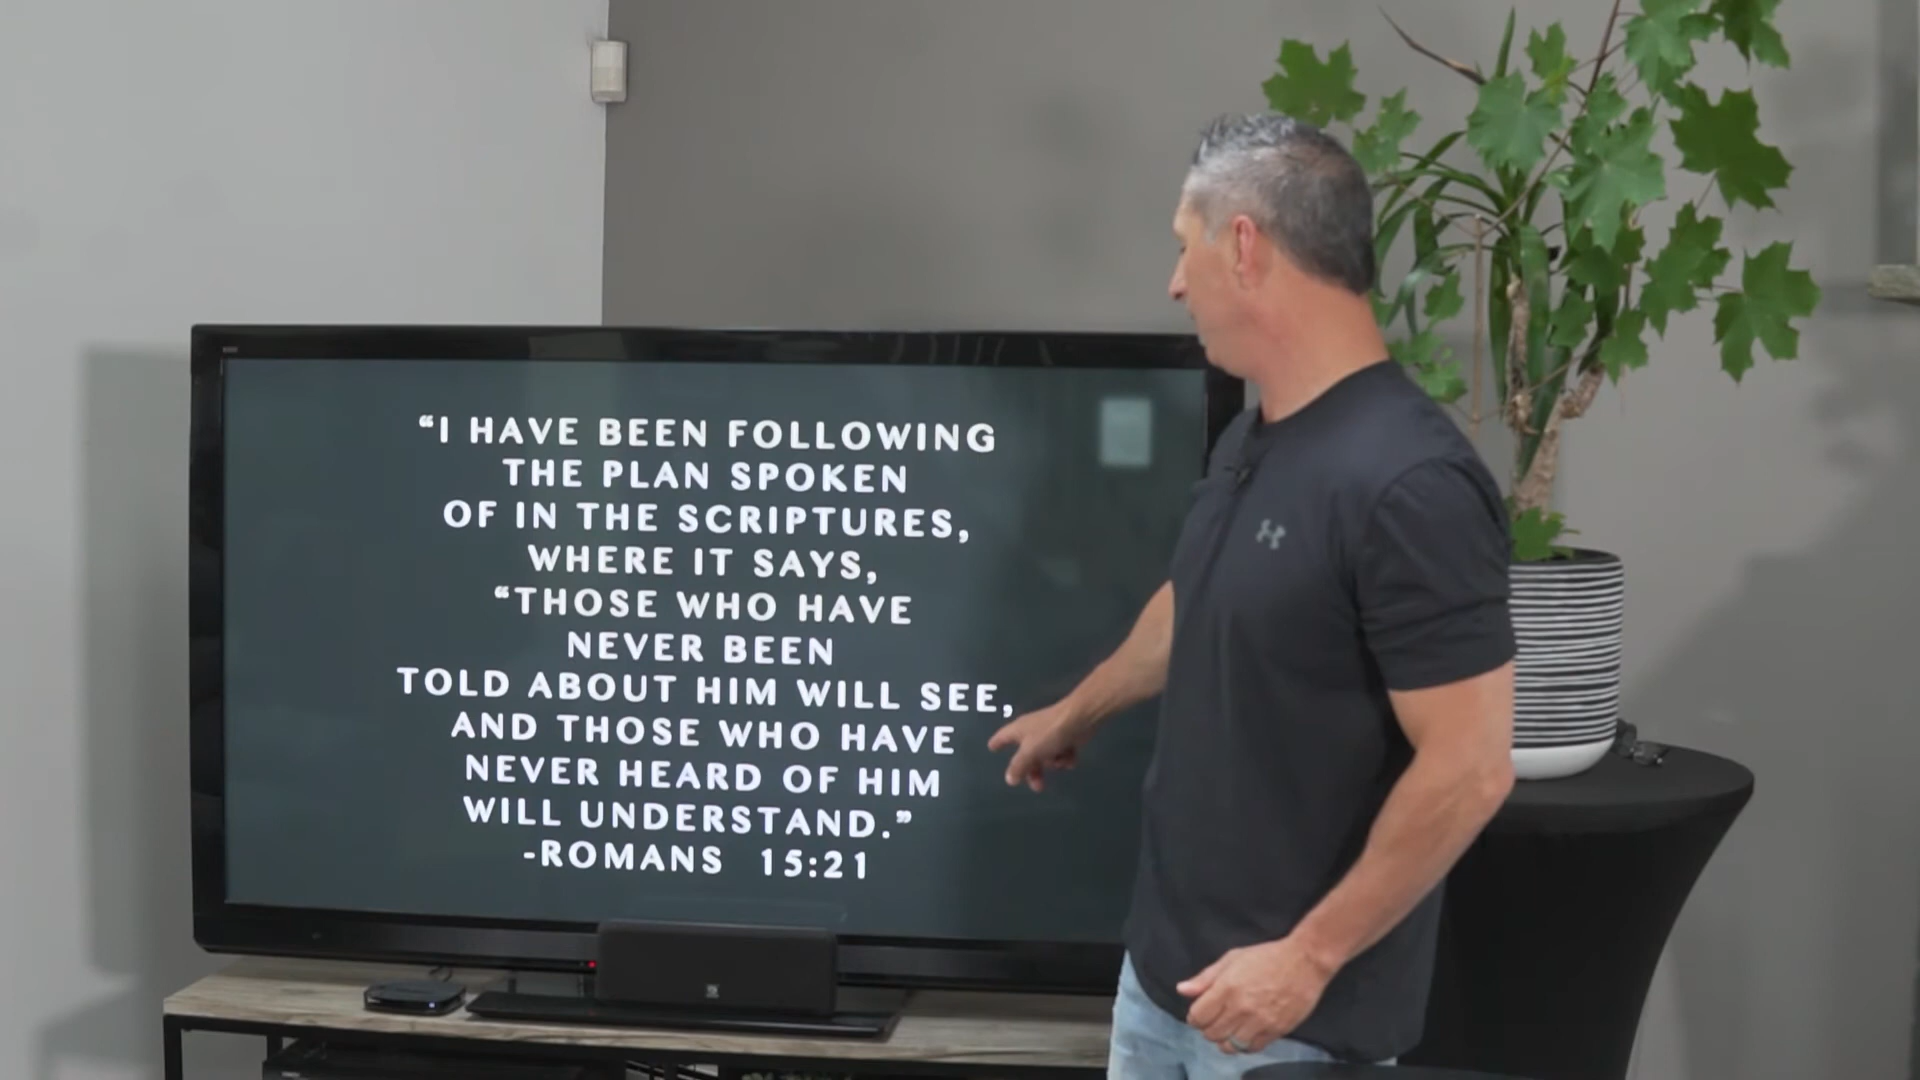 “I HAVE BEEN FOLLOWING
THE PLAN SPOKEN
OF IN THE SCRIPTURES,
WHERE IT SAYS,
“THOSE WHO HAVE
NEVER BEEN
TOLD ABOUT HIM WILL SEE,
AND THOSE WHO HAVE
NEVER HEARD OF HIM
WILL UNDERSTAND.”
-ROMANS 15:21